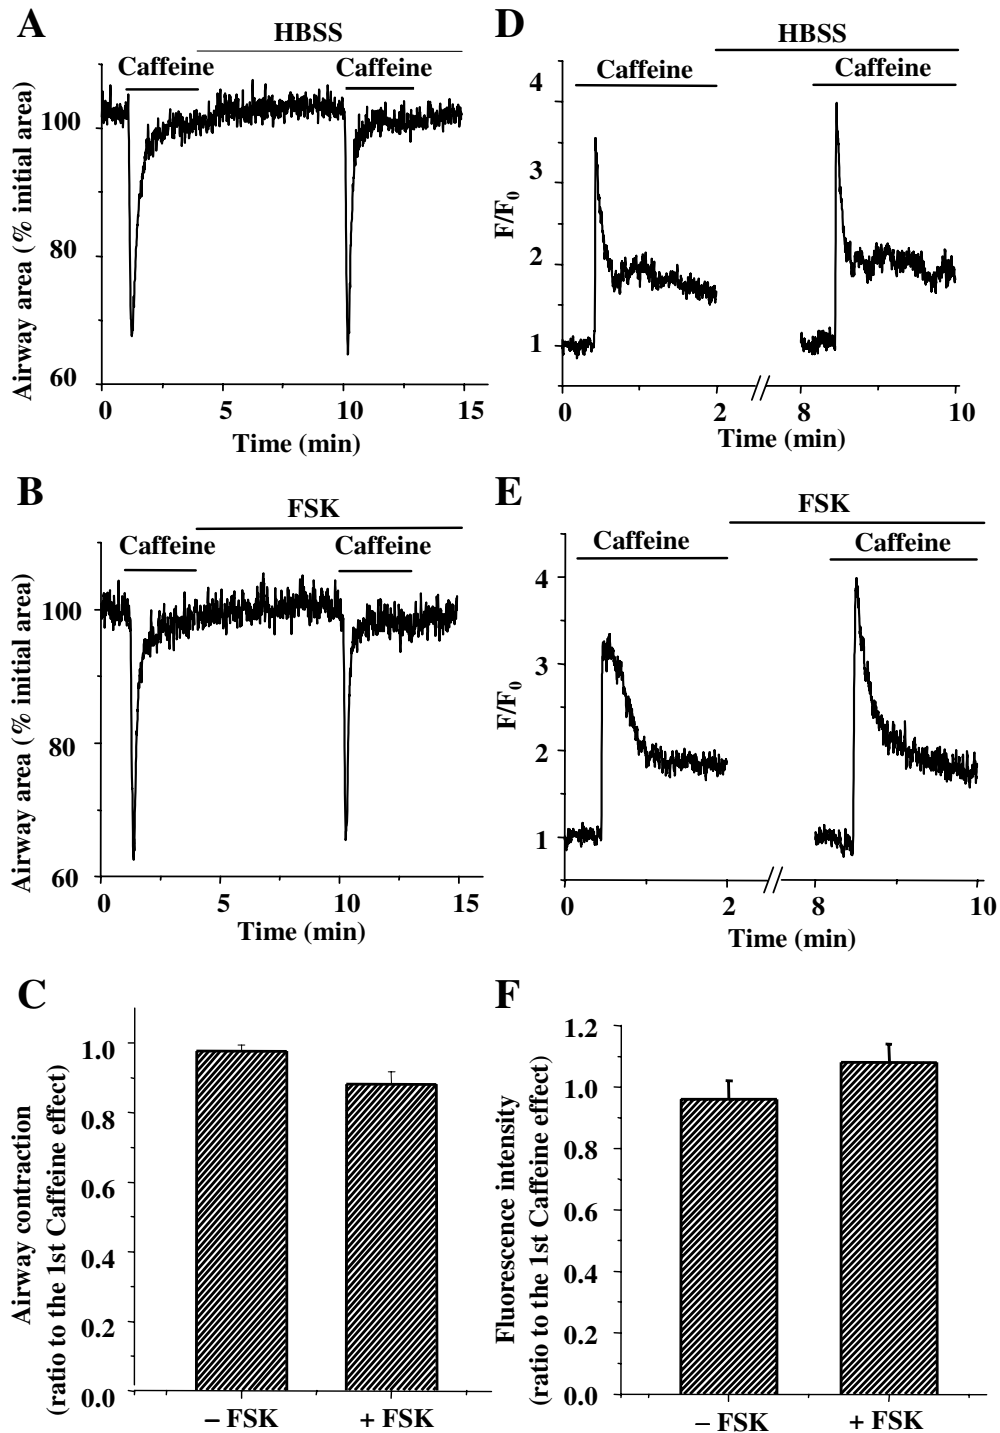 A
HBSS
Caffeine
Caffeine
100
80
60
0
5
10
15
Time (min)
Airway area (% initial area)
D
HBSS
Caffeine
Caffeine
4
3
2
1
0
2
8
10
Time (min)
F/F0
B
FSK
Caffeine
Caffeine
100
80
60
0
5
10
15
Time (min)
Airway area (% initial area)
E
FSK
Caffeine
Caffeine
4
3
2
1
0
2
8
10
Time (min)
F/F0
C
1.0
0.8
0.6
0.4
0.2
0.0
– FSK
+ FSK
Airway contraction
(ratio to the 1st Caffeine effect)
F
1.2
1.0
0.8
0.6
0.4
0.2
0.0
– FSK
+ FSK
Fluorescence intensity
(ratio to the 1st Caffeine effect)